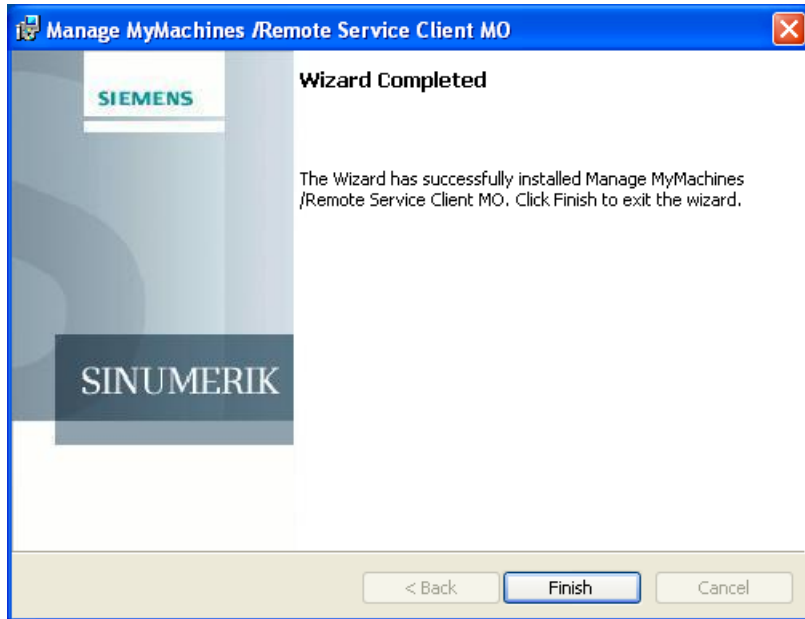 Manage MyMachines /Remote Service Client MO
SIEMENS
Wizard Completed
The Wizard has successfully installed Manage MyMachines
/Remote Service Client MO. Click Finish to exit the wizard.
SINUMERIK
< Back
Finish
Cancel